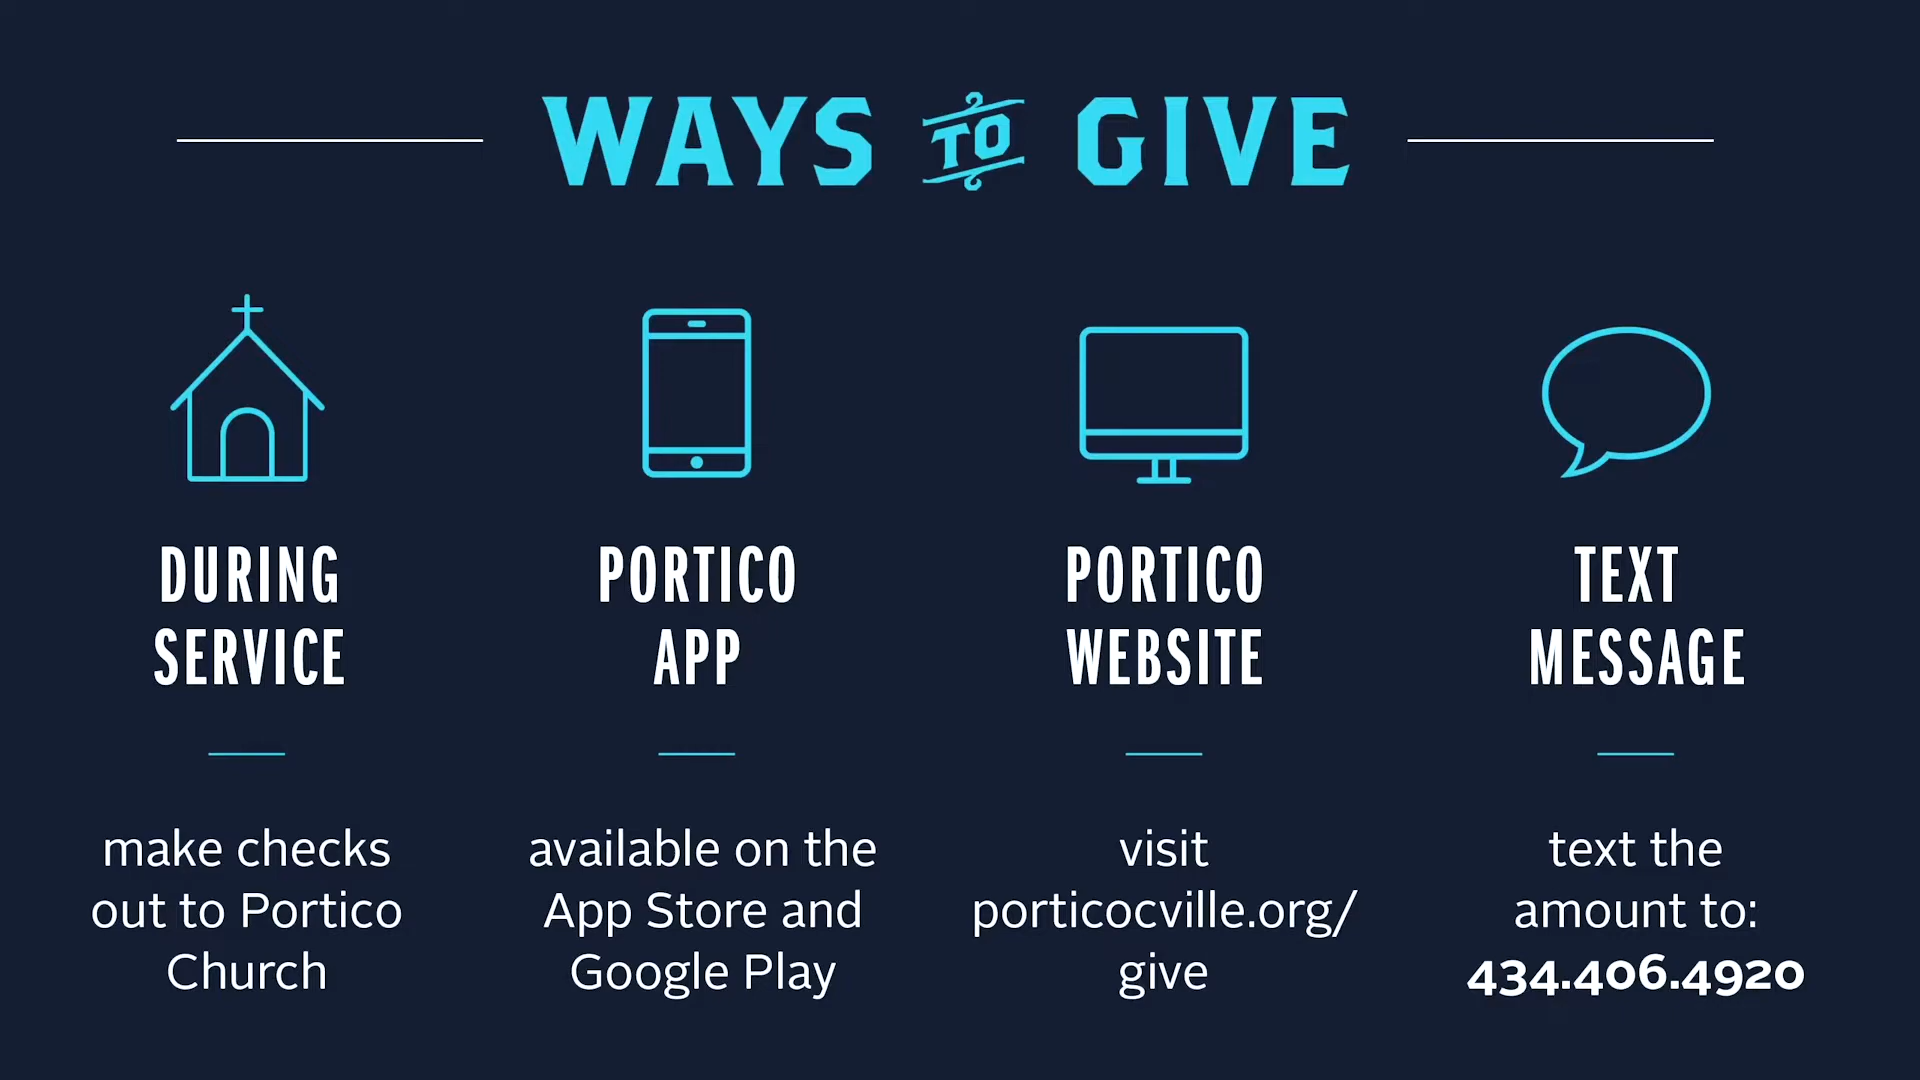 WAYS TO GIVE
DURING
SERVICE
make checks
out to Portico
Church
PORTICO
APP
available on the
App Store and
Google Play
PORTICO
WEBSITE
visit
porticocville.org/
give
TEXT
MESSAGE
text the
amount to:
434.406.4920